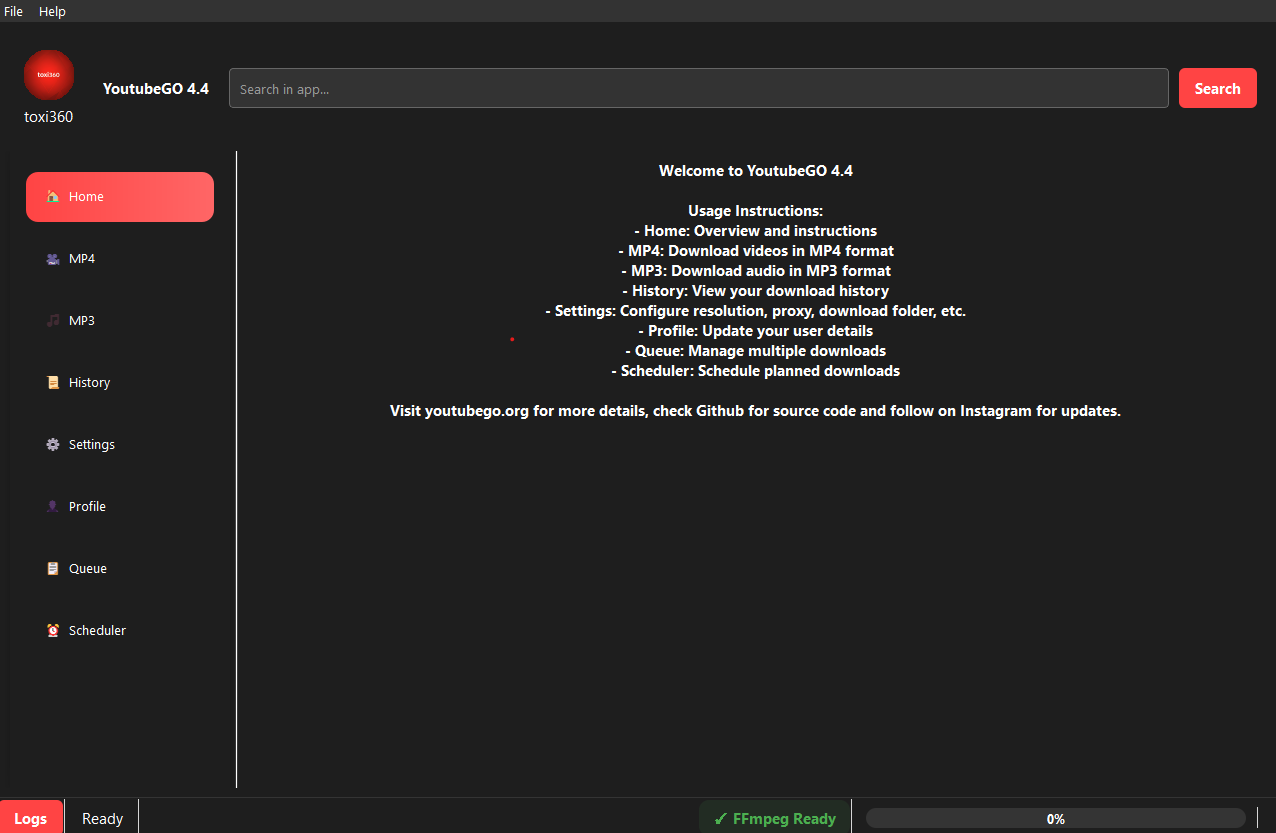 File Help
toxi360
toxi360
YoutubeGO 4.4
Search in app...
Search
Home
MP4
MP3
History
Settings
Profile
Queue
Scheduler
Welcome to YoutubeGO 4.4
Usage Instructions:
- Home: Overview and instructions
- MP4: Download videos in MP4 format
- MP3: Download audio in MP3 format
- History: View your download history
- Settings: Configure resolution, proxy, download folder, etc.
- Profile: Update your user details
- Queue: Manage multiple downloads
- Scheduler: Schedule planned downloads
Visit youtubego.org for more details, check Github for source code and follow on Instagram for updates.
Logs Ready ✓ FFmpeg Ready 0%